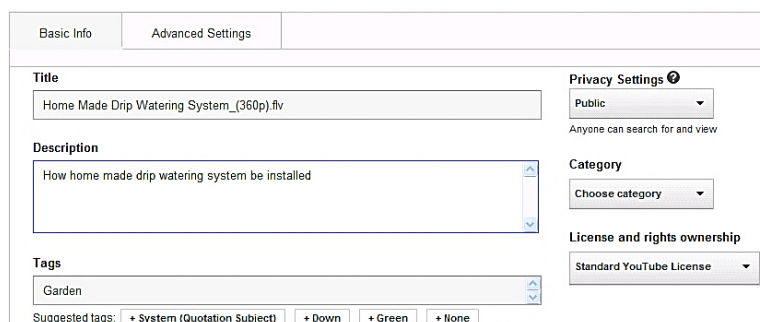 Basic Info
Advanced Settings
Title
Home Made Drip Watering System_(360p).flv
Description
How home made drip watering system be installed
Tags
Garden
Suggested tags: + System (Quotation Subject) + Down + Green + None
Privacy Settings ?
Public
Anyone can search for and view
Category
Choose category
License and rights ownership
Standard YouTube License